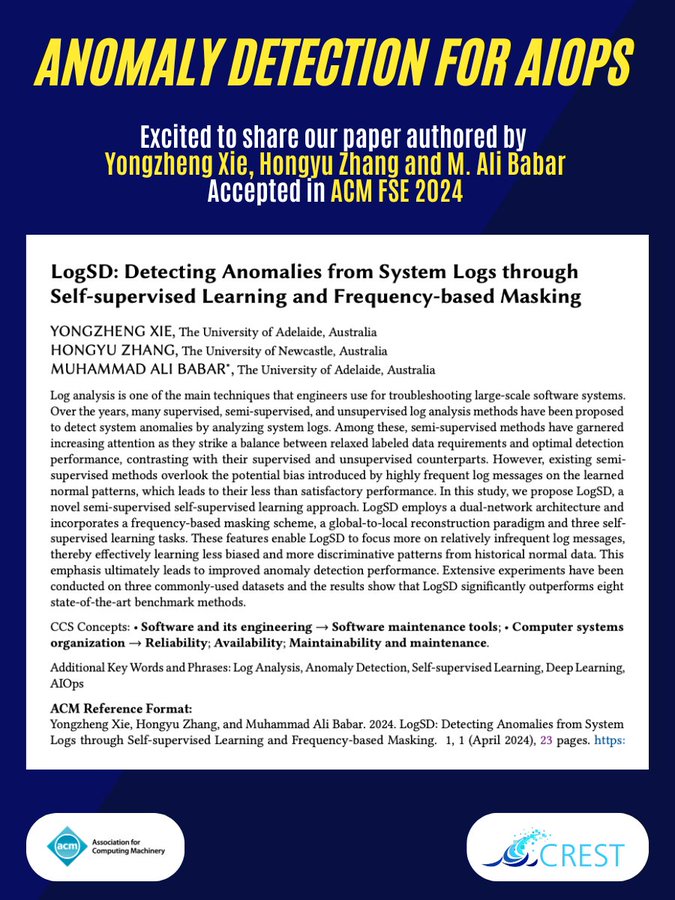 ANOMALY DETECTION FOR AIOPS
Excited to share our paper authored by
Yongzheng Xie, Hongyu Zhang and M. Ali Babar
Accepted in ACM FSE 2024
LogSD: Detecting Anomalies from System Logs through
Self-supervised Learning and Frequency-based Masking
YONGZHENG XIE, The University of Adelaide, Australia
HONGYU ZHANG, The University of Newcastle, Australia
MUHAMMAD ALI BABAR*, The University of Adelaide, Australia
Log analysis is one of the main techniques that engineers use for troubleshooting large-scale software systems.
Over the years, many supervised, semi-supervised, and unsupervised log analysis methods have been proposed
to detect system anomalies by analyzing system logs. Among these, semi-supervised methods have garnered
increasing attention as they strike a balance between relaxed labeled data requirements and optimal detection
performance, contrasting with their supervised and unsupervised counterparts. However, existing semi-
supervised methods overlook the potential bias introduced by highly frequent log messages on the learned
normal patterns, which leads to their less than satisfactory performance. In this study, we propose LogSD, a
novel semi-supervised self-supervised learning approach. LogSD employs a dual-network architecture and
incorporates a frequency-based masking scheme, a global-to-local reconstruction paradigm and three self-
supervised learning tasks. These features enable LogSD to focus more on relatively infrequent log messages,
thereby effectively learning less biased and more discriminative patterns from historical normal data. This
emphasis ultimately leads to improved anomaly detection performance. Extensive experiments have been
conducted on three commonly-used datasets and the results show that LogSD significantly outperforms eight
state-of-the-art benchmark methods.
CCS Concepts: • Software and its engineering → Software maintenance tools; • Computer systems
organization → Reliability; Availability; Maintainability and maintenance.
Additional Key Words and Phrases: Log Analysis, Anomaly Detection, Self-supervised Learning, Deep Learning,
AIOps
ACM Reference Format:
Yongzheng Xie, Hongyu Zhang, and Muhammad Ali Babar. 2024. LogSD: Detecting Anomalies from System
Logs through Self-supervised Learning and Frequency-based Masking. 1, 1 (April 2024), 23 pages. https:
acm
Association for
Computing Machinery
CREST